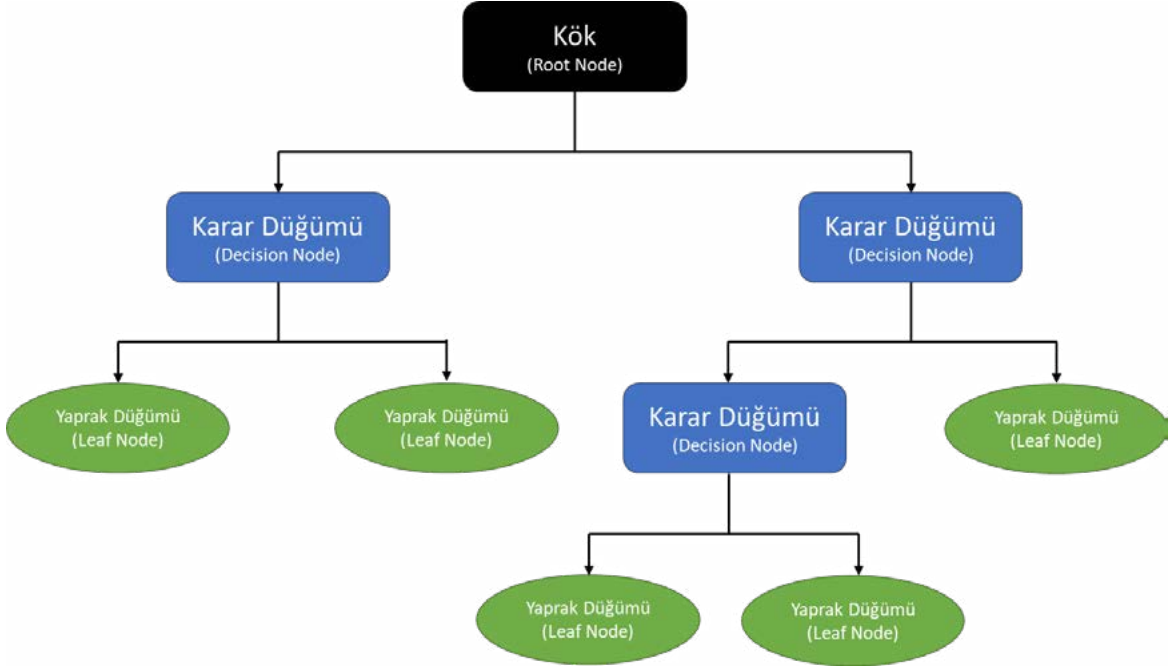 Kök
(Root Node)
Karar Düğümü
(Decision Node)
Karar Düğümü
(Decision Node)
Yaprak Düğümü
(Leaf Node)
Yaprak Düğümü
(Leaf Node)
Karar Düğümü
(Decision Node)
Yaprak Düğümü
(Leaf Node)
Yaprak Düğümü
(Leaf Node)
Yaprak Düğümü
(Leaf Node)